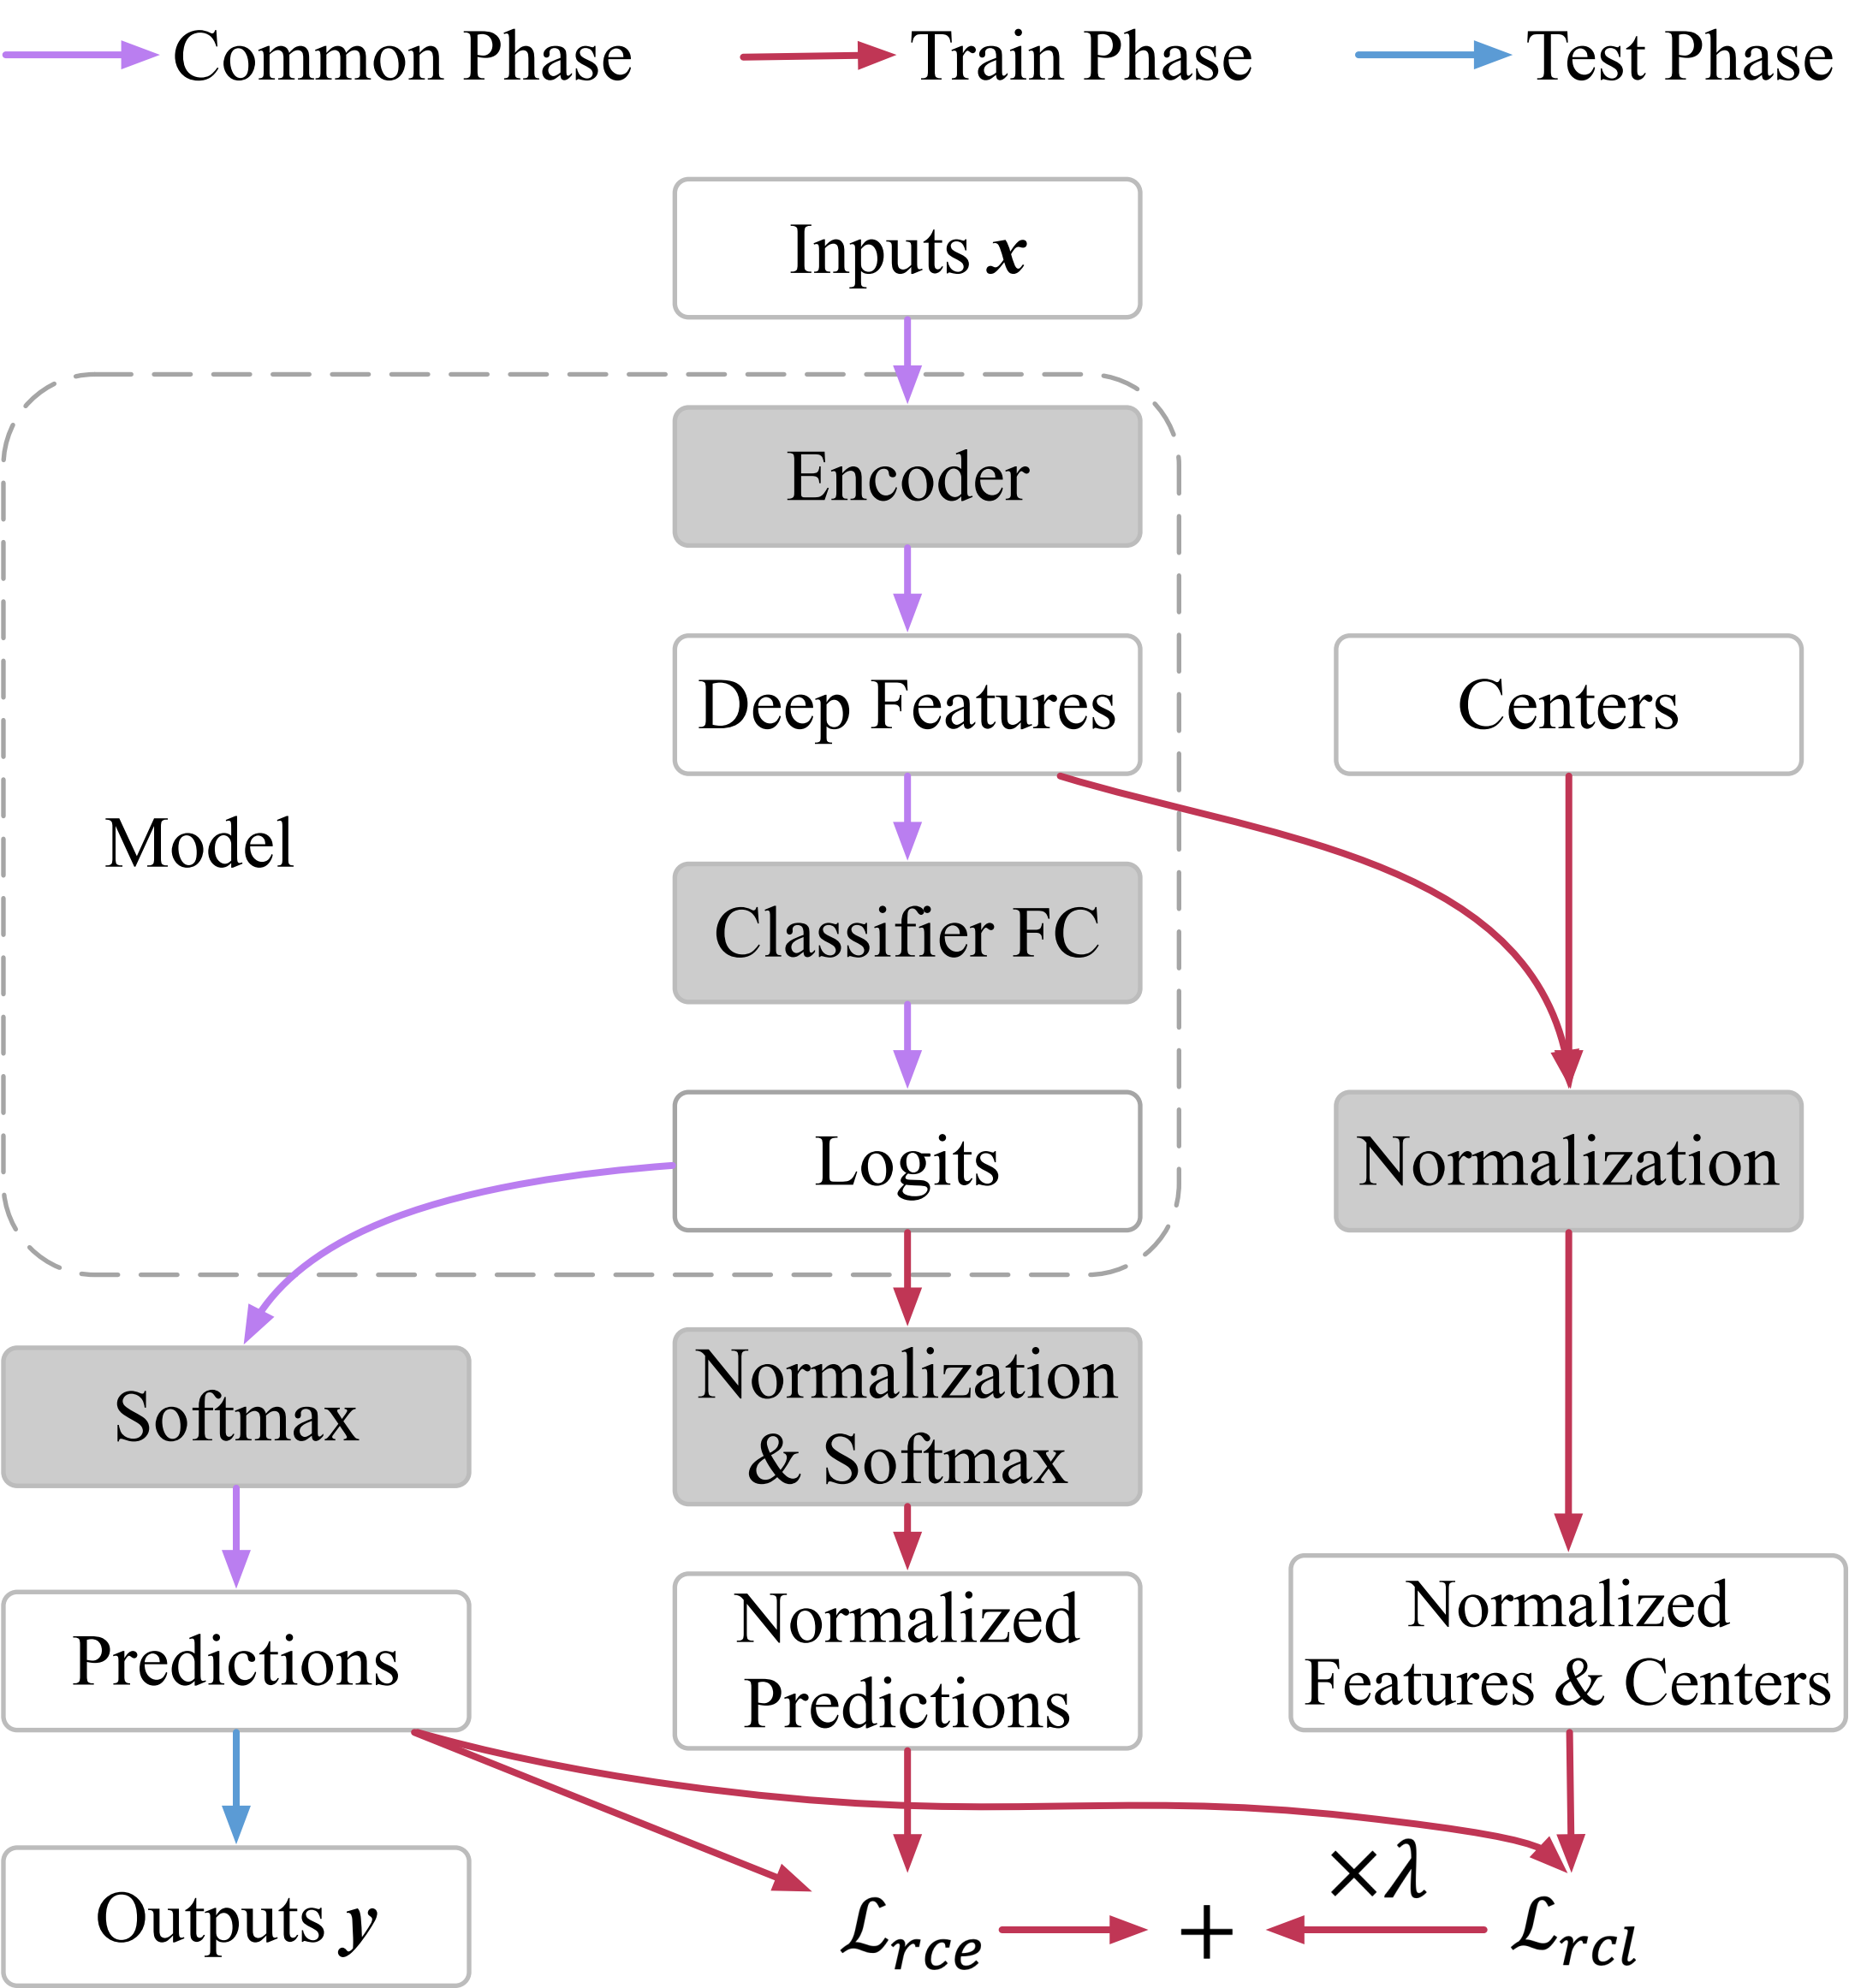 Common Phase
Train Phase
Test Phase
Inputs x
Encoder
Deep Features
Centers
Model
Classifier FC
Logits
Normalization
Softmax
Normalization
& Softmax
Predictions
Normalized
Predictions
Normalized
Features & Centers
Outputs y
ℒrce
+
×λ
ℒrcl